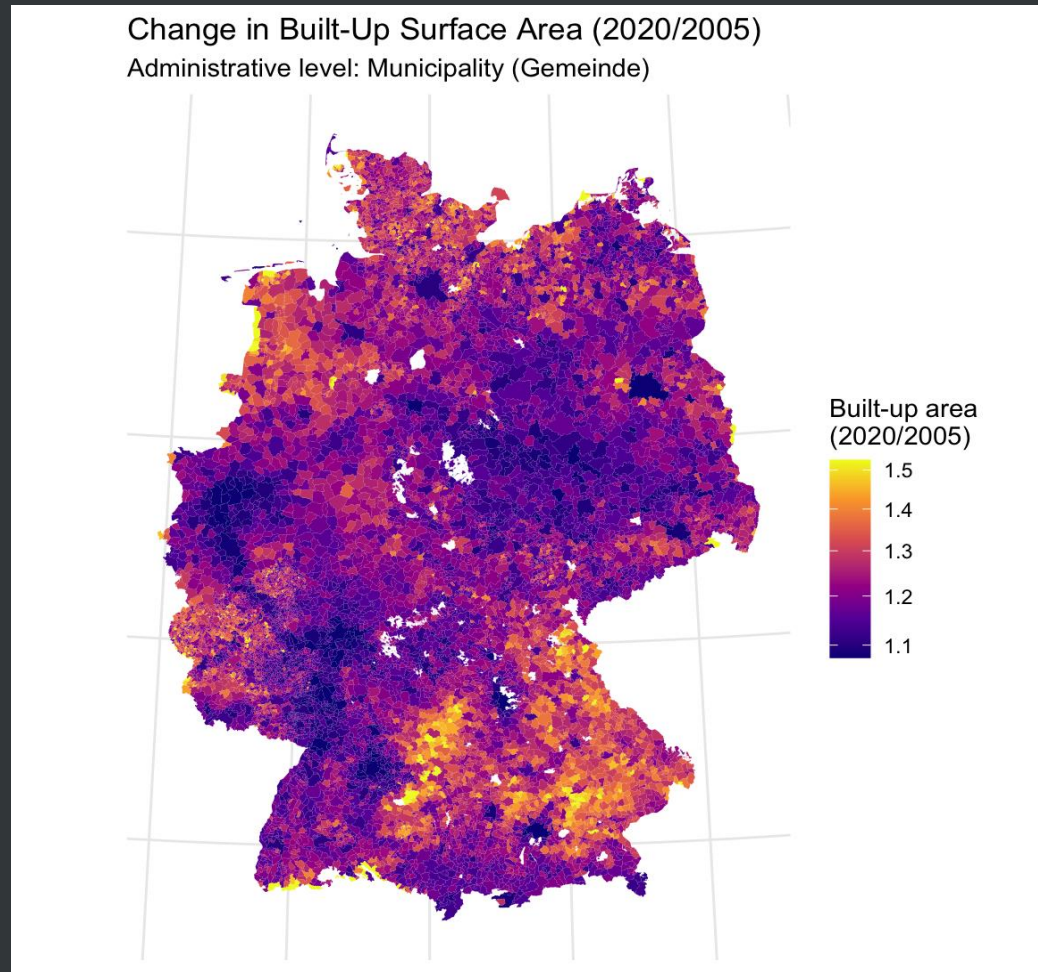 Change in Built-Up Surface Area (2020/2005)
Administrative level: Municipality (Gemeinde)
Built-up area
(2020/2005)
1.5
1.4
1.3
1.2
1.1